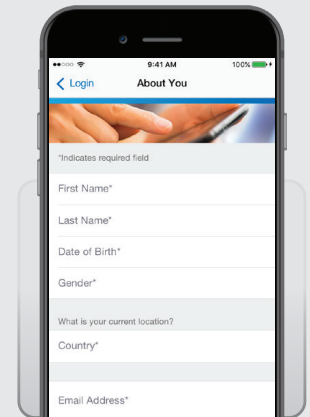 9:41 AM
100%
Login
About You
*Indicates required field
First Name*
Last Name*
Date of Birth*
Gender*
What is your current location?
Country*
Email Address*